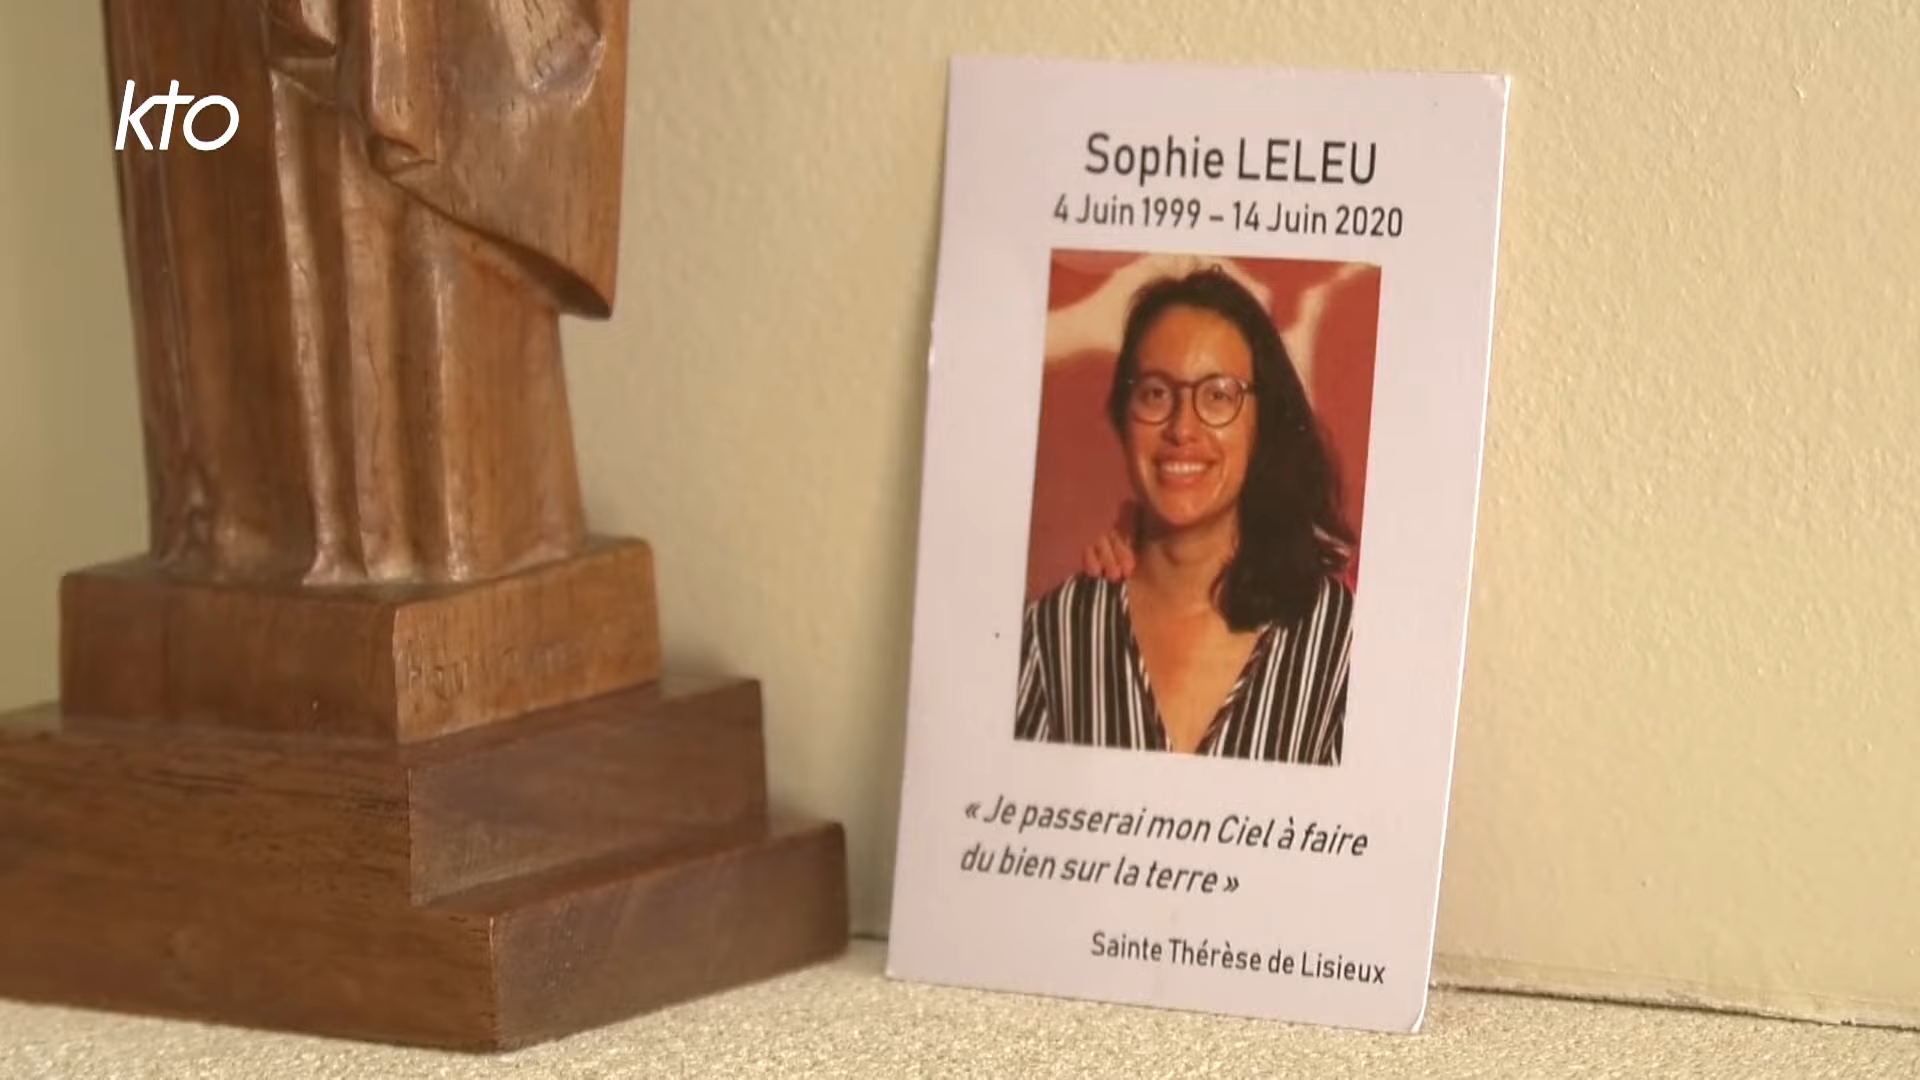 kto
Sophie LELEU
4 Juin 1999 – 14 Juin 2020
« Je passerai mon Ciel à faire
du bien sur la terre »
Sainte Thérèse de Lisieux